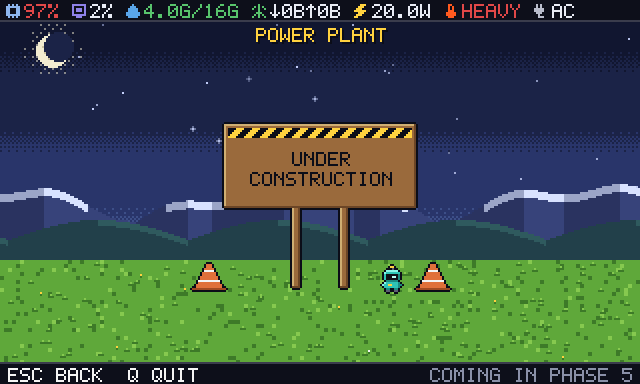 97% 2% 4.0G/16G ↓0B↑0B 20.0W HEAVY AC
POWER PLANT
UNDER
CONSTRUCTION
ESC BACK Q QUIT COMING IN PHASE 5